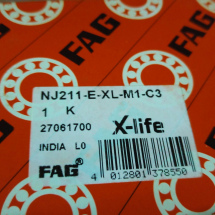 FAG
FAG
NJ211-E-XL-M1-C3
1 K
27061700
X-life
INDIA L0
FAG
4 012801 378550